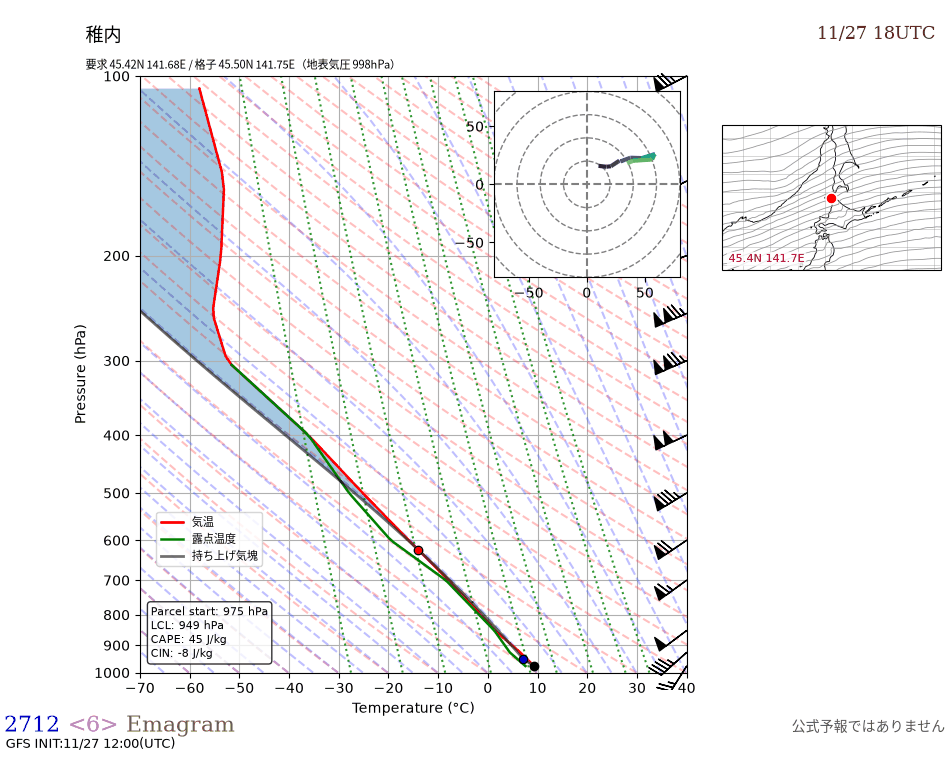 稚内
11/27 18UTC
要求 45.42N 141.68E / 格子 45.50N 141.75E（地表気圧 998hPa）
100
200
300
400
500
600
700
800
900
1000
Pressure (hPa)
50
0
−50
−50 0 50
45.4N 141.7E
気温
露点温度
持ち上げ気塊
Parcel start: 975 hPa
LCL: 949 hPa
CAPE: 45 J/kg
CIN: -8 J/kg
−70 −60 −50 −40 −30 −20 −10 0 10 20 30 40
Temperature (°C)
2712 <6> Emagram
公式予報ではありません
GFS INIT:11/27 12:00(UTC)